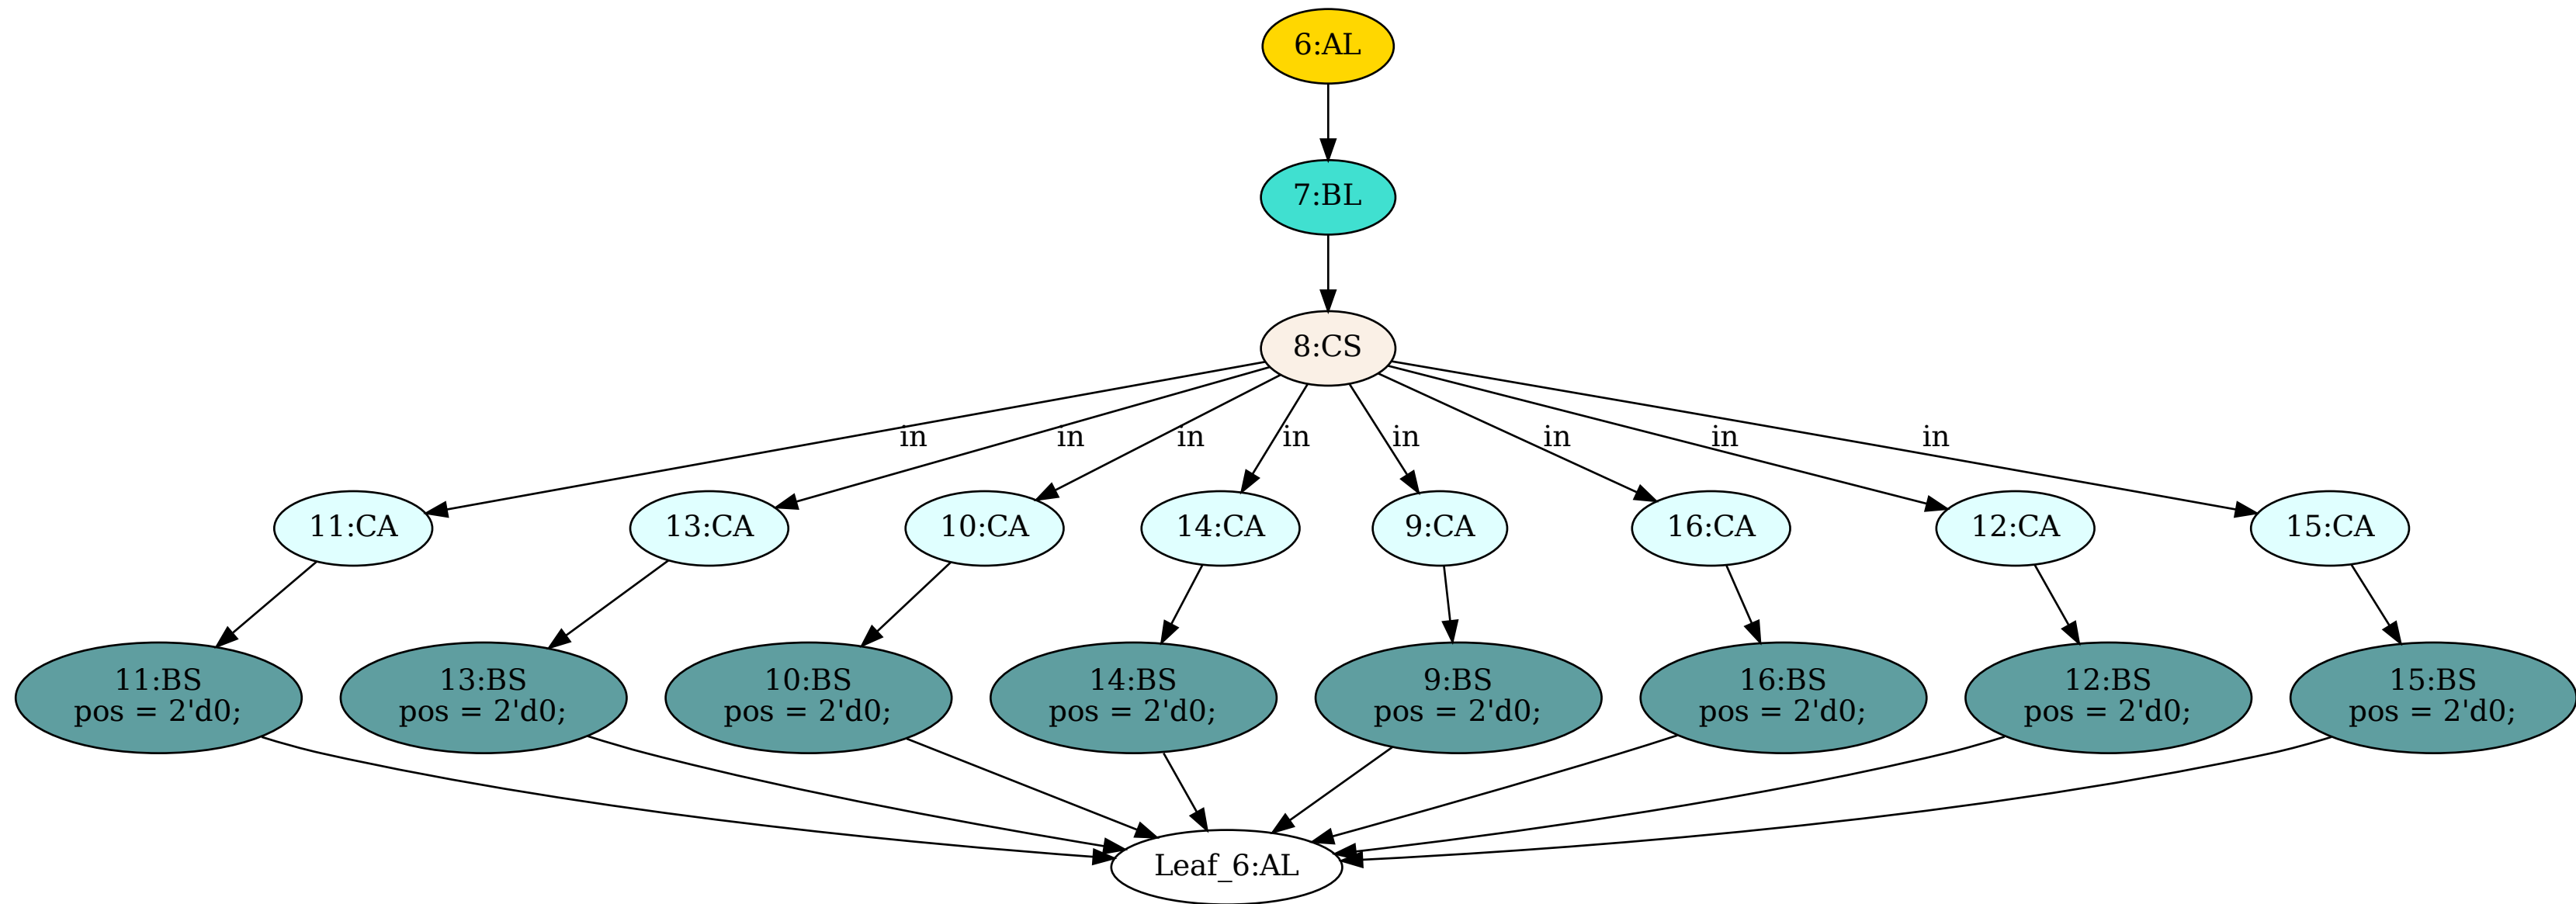 6:AL
7:BL
8:CS
in
in
in
in
in
in
in
in
11:CA
13:CA
10:CA
14:CA
9:CA
16:CA
12:CA
15:CA
11:BS
pos = 2'd0;
13:BS
pos = 2'd0;
10:BS
pos = 2'd0;
14:BS
pos = 2'd0;
9:BS
pos = 2'd0;
16:BS
pos = 2'd0;
12:BS
pos = 2'd0;
15:BS
pos = 2'd0;
Leaf_6:AL